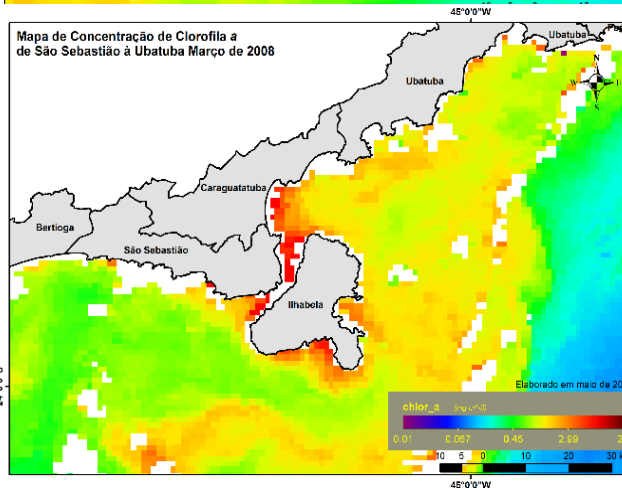 45°0'0"W
Mapa de Concentração de Clorofila a
de São Sebastião à Ubatuba Março de 2008
Ubatuba
Ubatuba
N
W
S
Caraguatatuba
Bertioga
São Sebastião
Ilhabela
Elaborado em maio de 20
chlor_a
0.01 0.067 0.45 2.99 2
10 5 0 10 20 30 k
45°0'0"W